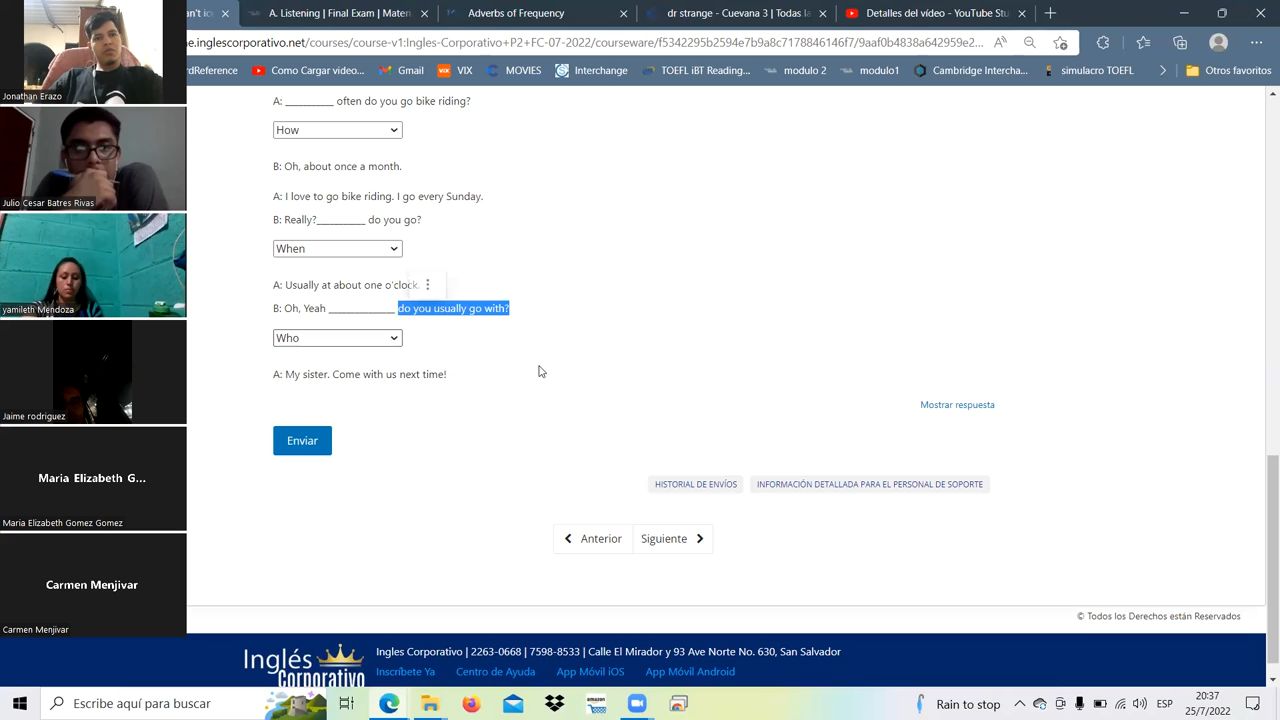 an't ic
A. Listening | Final Exam | Maxon
Adverbs of Frequency
dr strange - Google
Detalles del vídeo - YouTube Stu
e.inglescorporativo.net/courses/course-v1:Ingles-Corporativo+P2+FC-07-2022/courseware/f5342295b2594e7b9a8c7178846146f7/9aaf0b4838a642959e2...
rdReference
Como Cargar video...
Gmail
VIX
MOVIES
Interchange
TOEFL iBT Reading...
modulo 2
modulo1
Cambridge Intercha...
simulacro TOEFL
Otros favoritos
A: __________ often do you go bike riding?
How
B: Oh, about once a month.
A: I love to go bike riding. I go every Sunday.
B: Really?__________ do you go?
When
A: Usually at about one o'clock.
B: Oh, Yeah _____________ do you usually go with?
Who
A: My sister. Come with us next time!
Mostrar respuesta
Enviar
HISTORIAL DE ENVÍOS
INFORMACIÓN DETALLADA PARA EL PERSONAL DE SOPORTE
Anterior
Siguiente
© Todos los Derechos están Reservados
Inglés Corporativo
Ingles Corporativo | 2263-0668 | 7598-8533 | Calle El Mirador y 93 Ave Norte No. 630, San Salvador
Inscríbete Ya
Centro de Ayuda
App Móvil iOS
App Móvil Android
Jonathan Erazo
Julio Cesar Batres Rivas
yamileth Mendoza
Jaime rodriguez
Maria Elizabeth G...
Maria Elizabeth Gomez Gomez
Carmen Menjivar
Carmen Menjivar
Escribe aquí para buscar
amazon
Rain to stop
ESP
20:37
25/7/2022